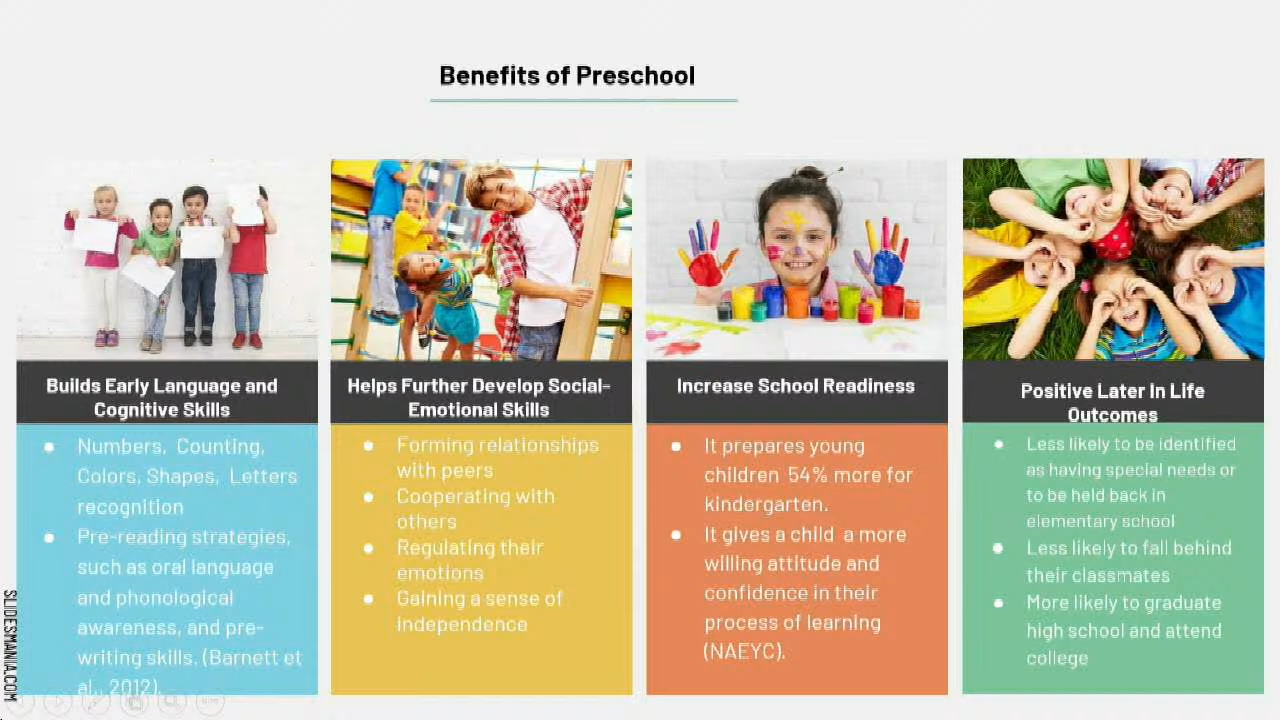 Benefits of Preschool
Builds Early Language and
Cognitive Skills
Numbers, Counting,
Colors, Shapes, Letters
recognition
Pre-reading strategies,
such as oral language
and phonological
awareness, and pre-
writing skills. (Barnett et
al., 2012).
Helps Further Develop Social-
Emotional Skills
Forming relationships
with peers
Cooperating with
others
Regulating their
emotions
Gaining a sense of
independence
Increase School Readiness
It prepares young
children 54% more for
kindergarten.
It gives a child a more
willing attitude and
confidence in their
process of learning
(NAEYC).
Positive Later In Life
Outcomes
Less likely to be identified
as having special needs or
to be held back in
elementary school
Less likely to fall behind
their classmates
More likely to graduate
high school and attend
college
SLIDESMANIA.COM